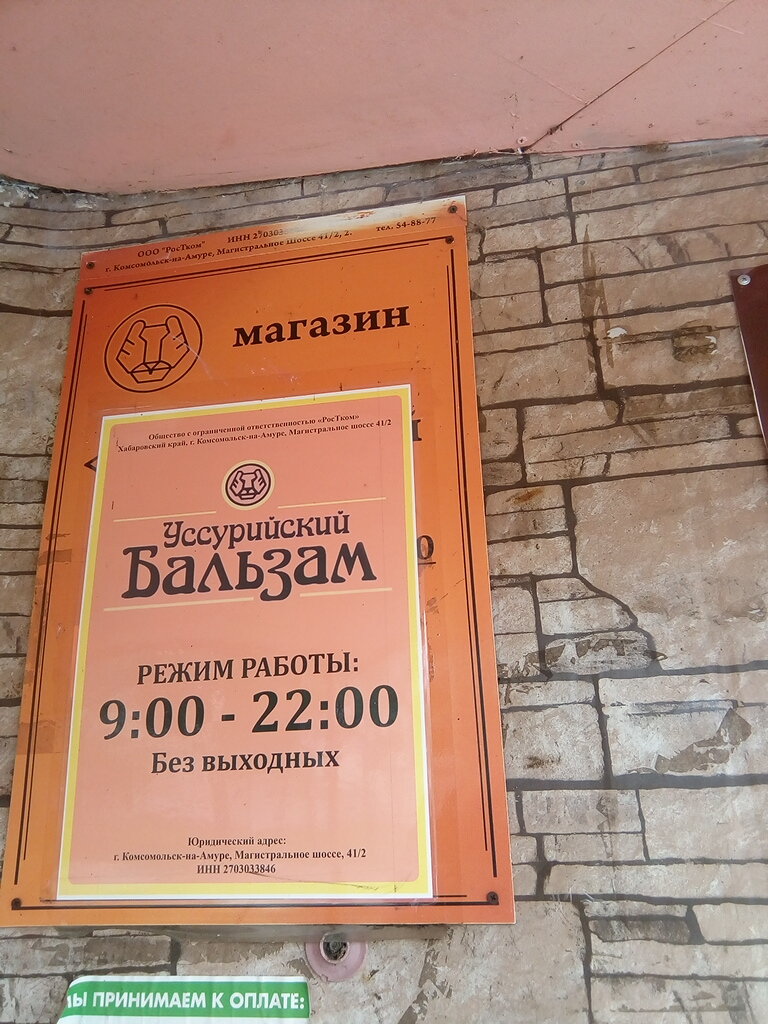 ООО "РосТком" ИНН 270303 тел. 54-88-77
г. Комсомольск-на-Амуре, Магистральное Шоссе 41/2, 2.
магазин
Общество с ограниченной ответственностью «РосТком»
Хабаровский край, г. Комсомольск-на-Амуре, Магистральное шоссе 41/2
Уссурийский
Бальзам
РЕЖИМ РАБОТЫ:
9:00 - 22:00
Без выходных
Юридический адрес:
г. Комсомольск-на-Амуре, Магистральное шоссе, 41/2
ИНН 2703033846
Ы ПРИНИМАЕМ К ОПЛАТЕ: